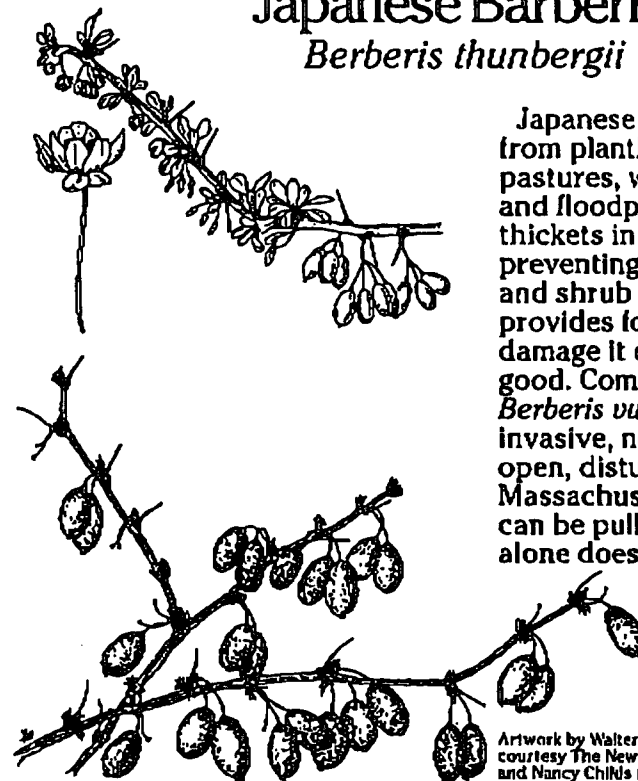 Japanese Barber
Berberis thunbergii
Japanese
from plant
pastures, w
and floodp
thickets in
preventing
and shrub
provides fo
damage it
good. Com
Berberis vu
invasive, n
open, distu
Massachus
can be pull
alone does
Artwork by Walter
courtesy The New
and Nancy Childs